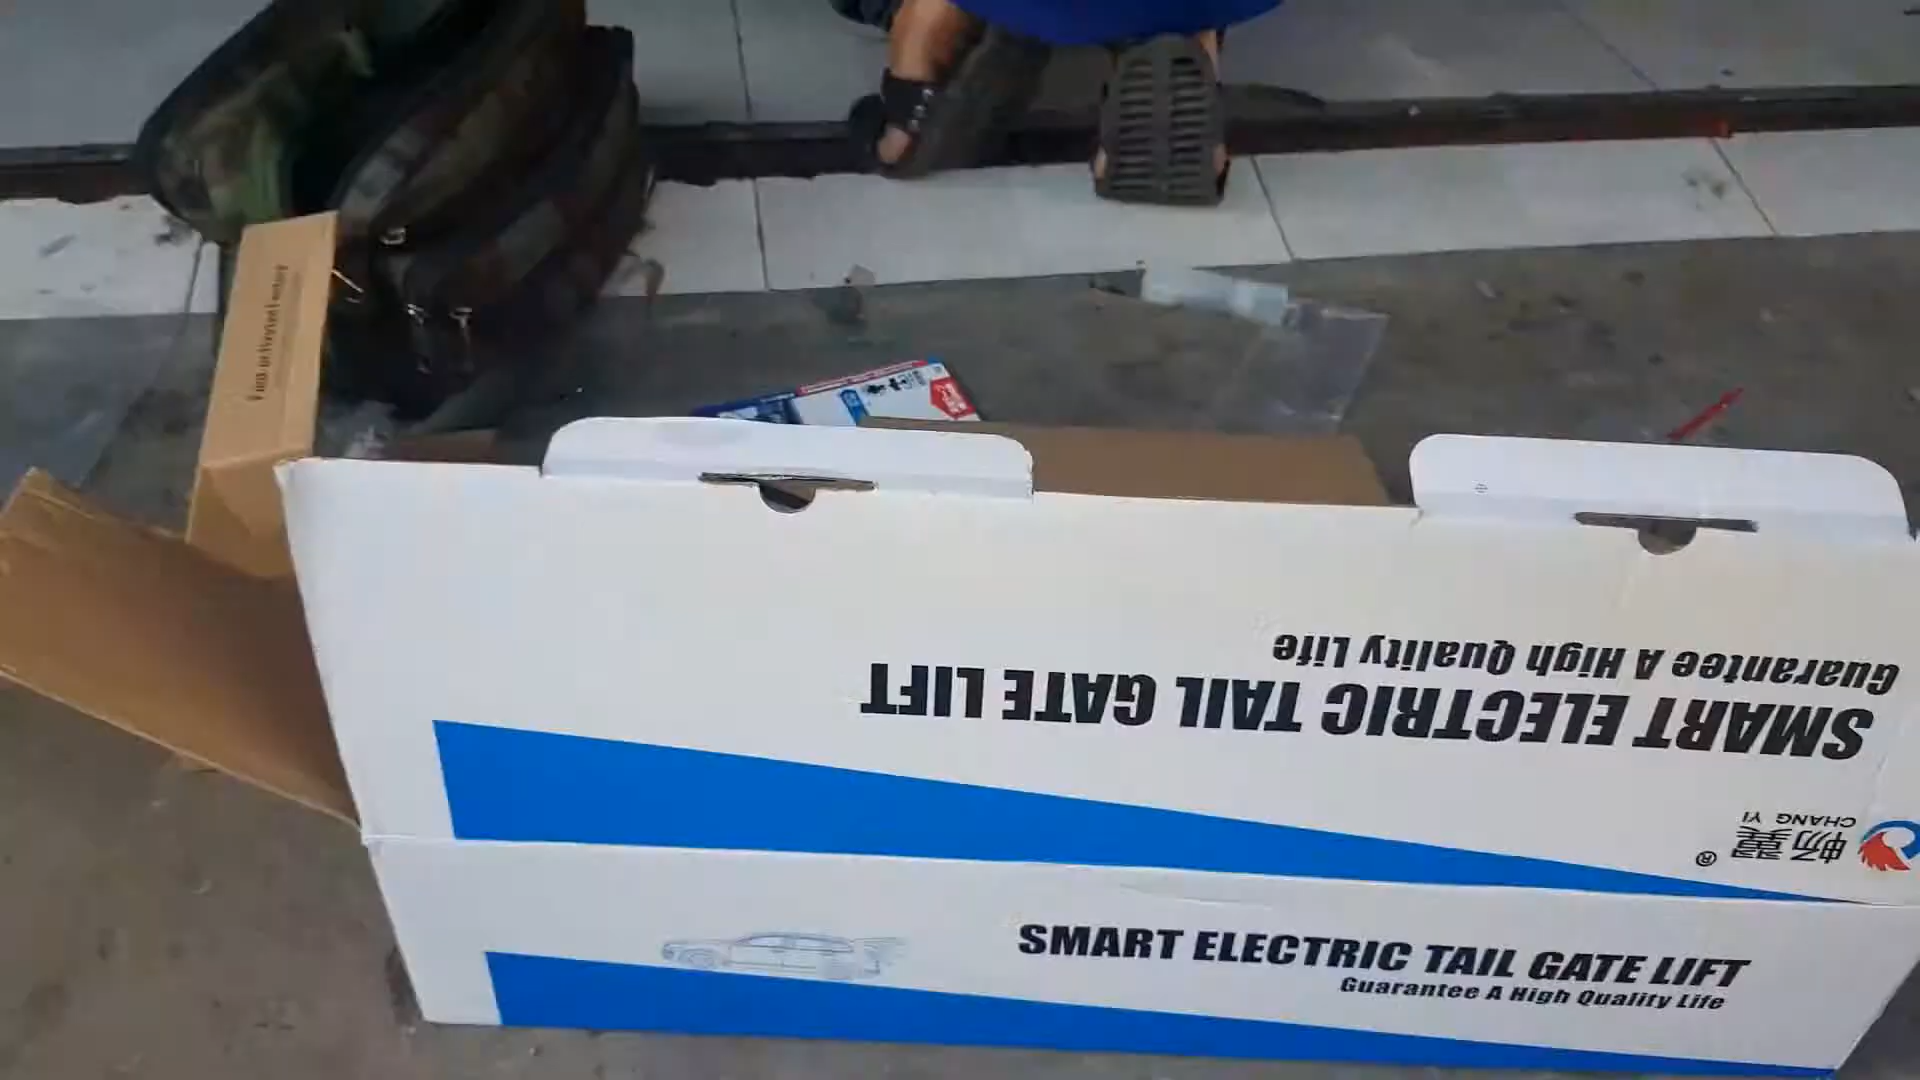 Guarantee A High Quality Life
SMART ELECTRIC TAIL GATE LIFT
CHANG YI
畅翼®
SMART ELECTRIC TAIL GATE LIFT
Guarantee A High Quality Life